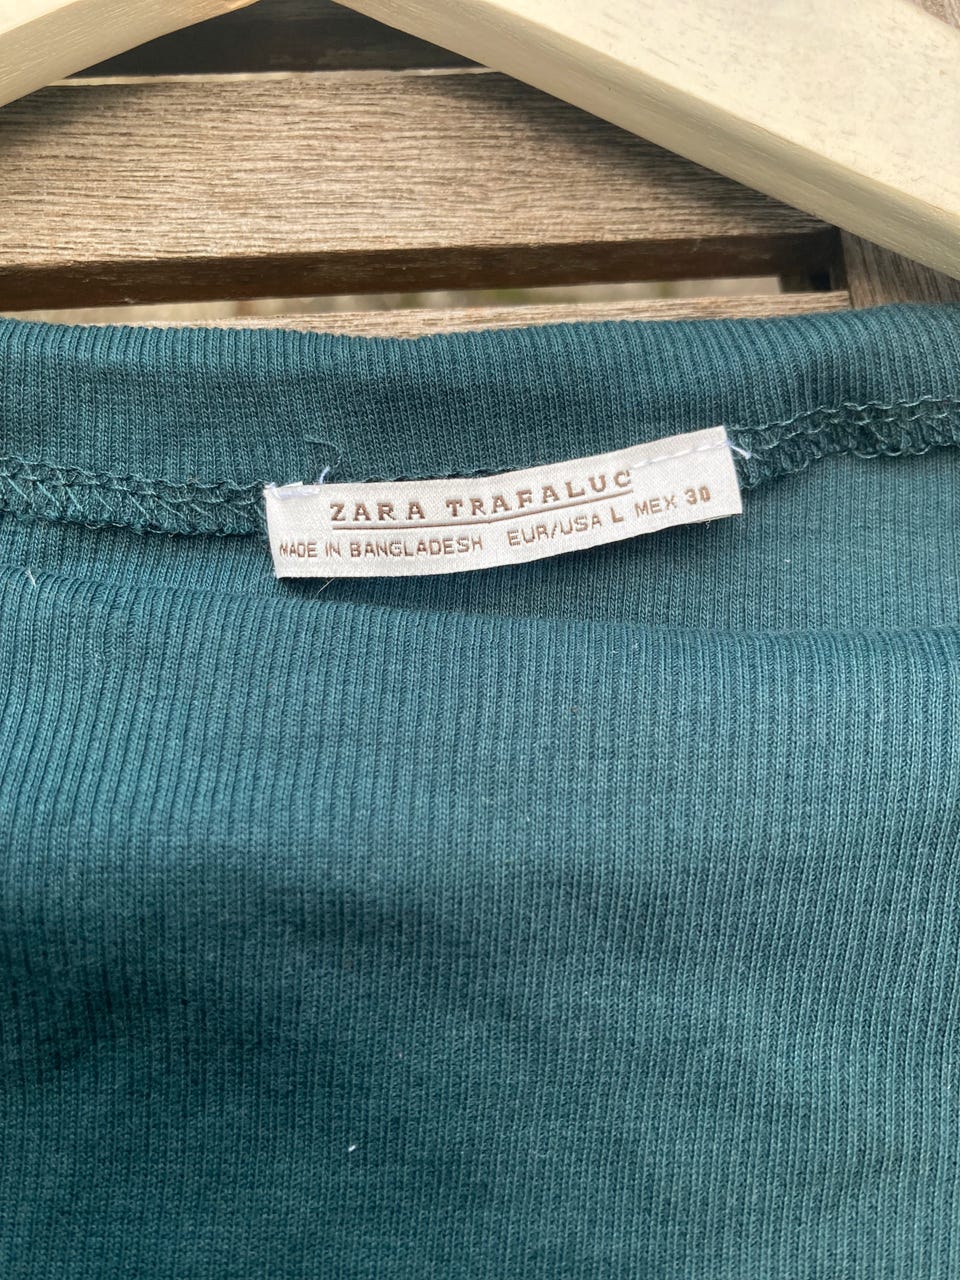 ZARA TRAFALUC
MADE IN BANGLADESH EUR/USA L MEX 30